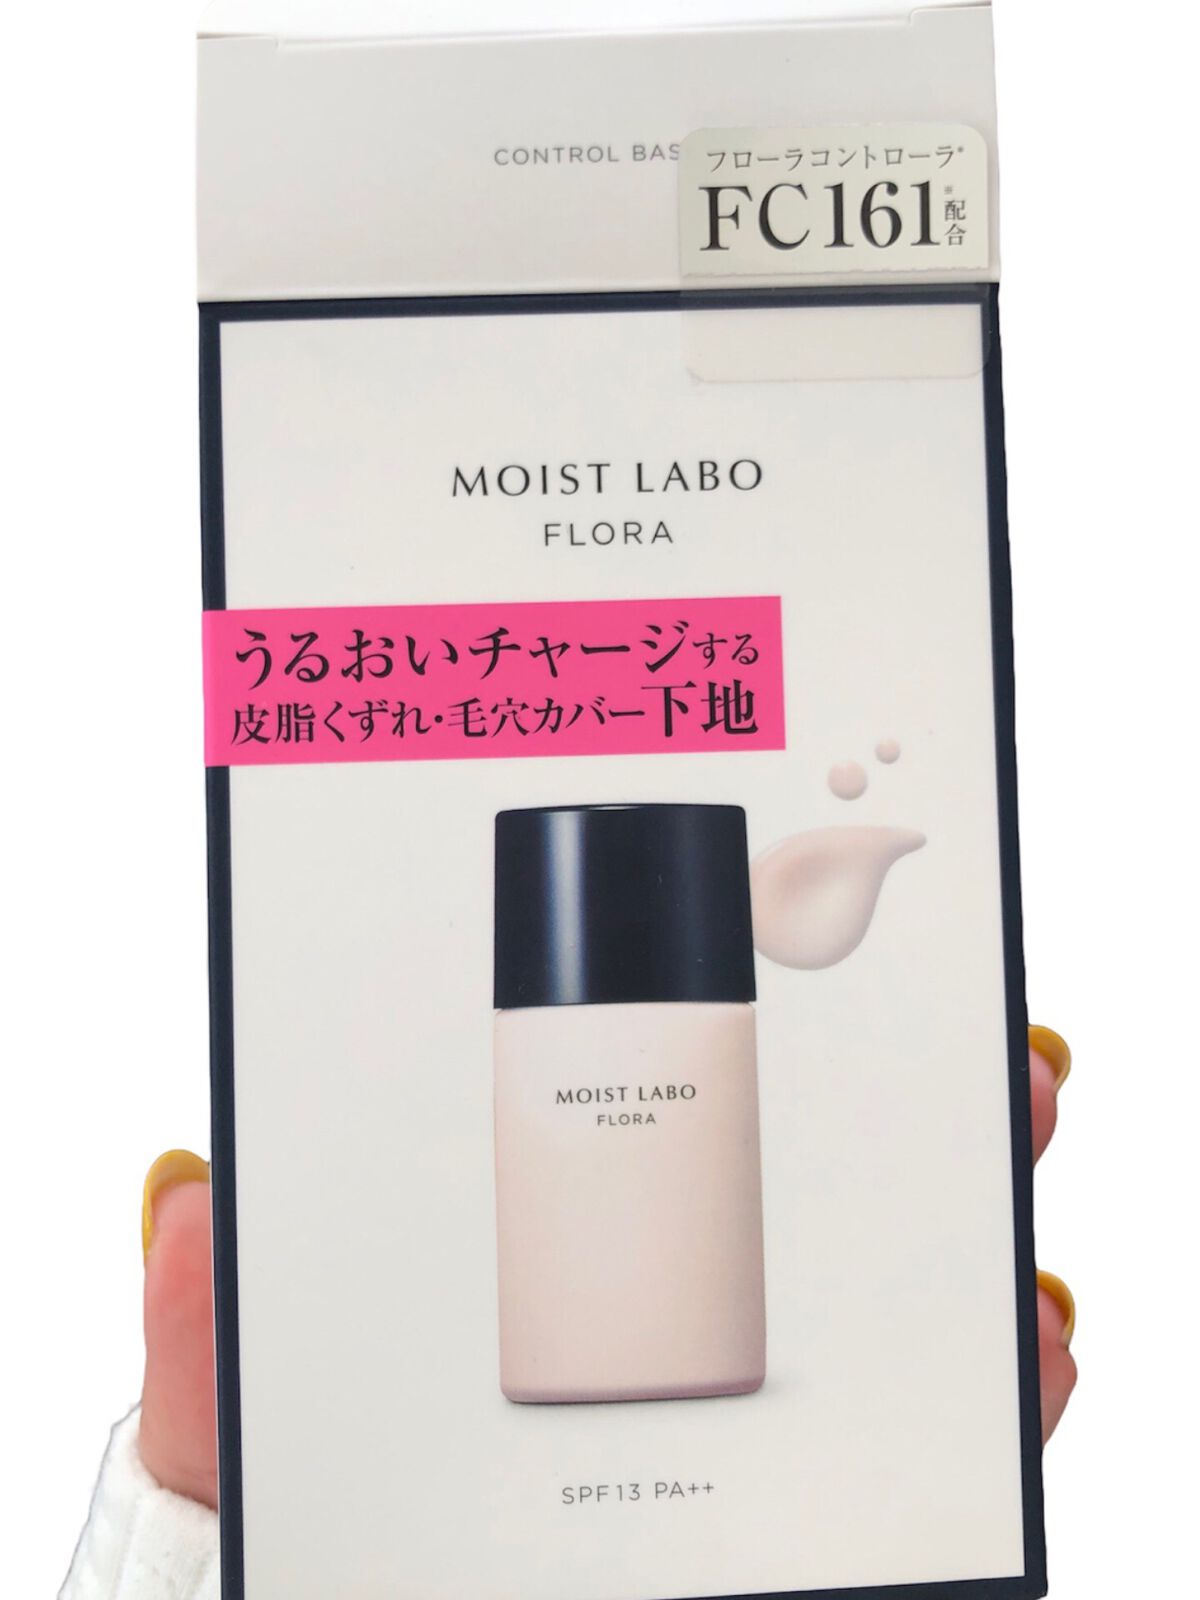 CONTROL BAS
フローラコントローラ*
FC161※配合
MOIST LABO
FLORA
うるおいチャージする
皮脂くずれ・毛穴カバー下地
MOIST LABO
FLORA
SPF13 PA++